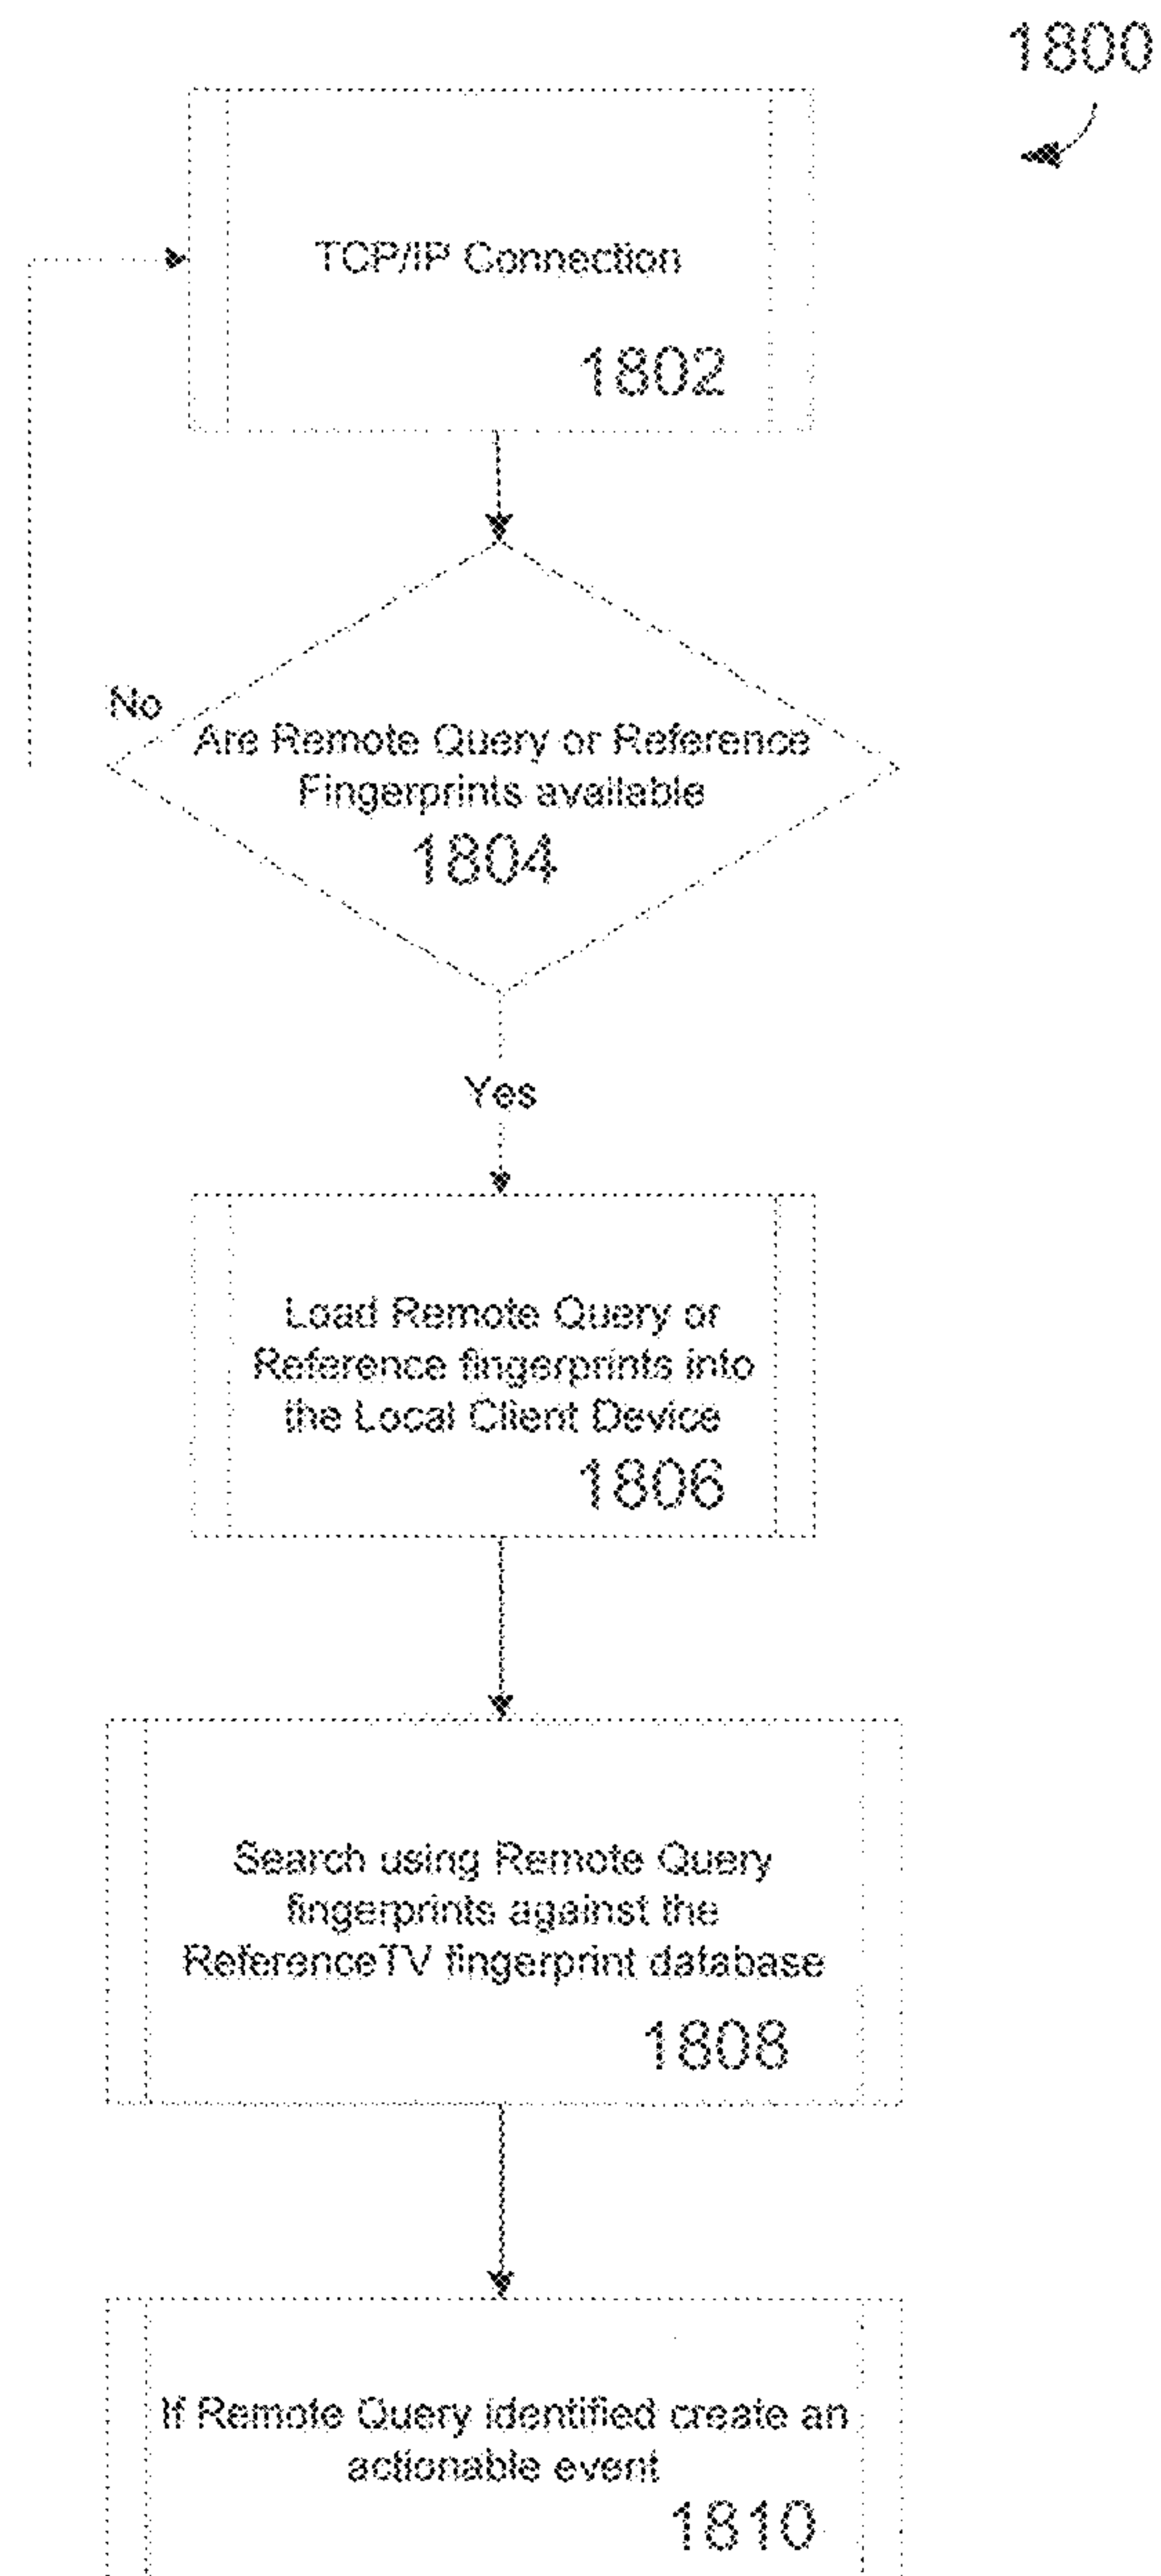 1800
TCP/IP Connection
1802
No
Are Remote Query or Reference
Fingerprints available
1804
Yes
Load Remote Query or
Reference fingerprints into
the Local Client Device
1806
Search using Remote Query
fingerprints against the
ReferenceTV fingerprint database
1808
If Remote Query identified create an
actionable event
1810